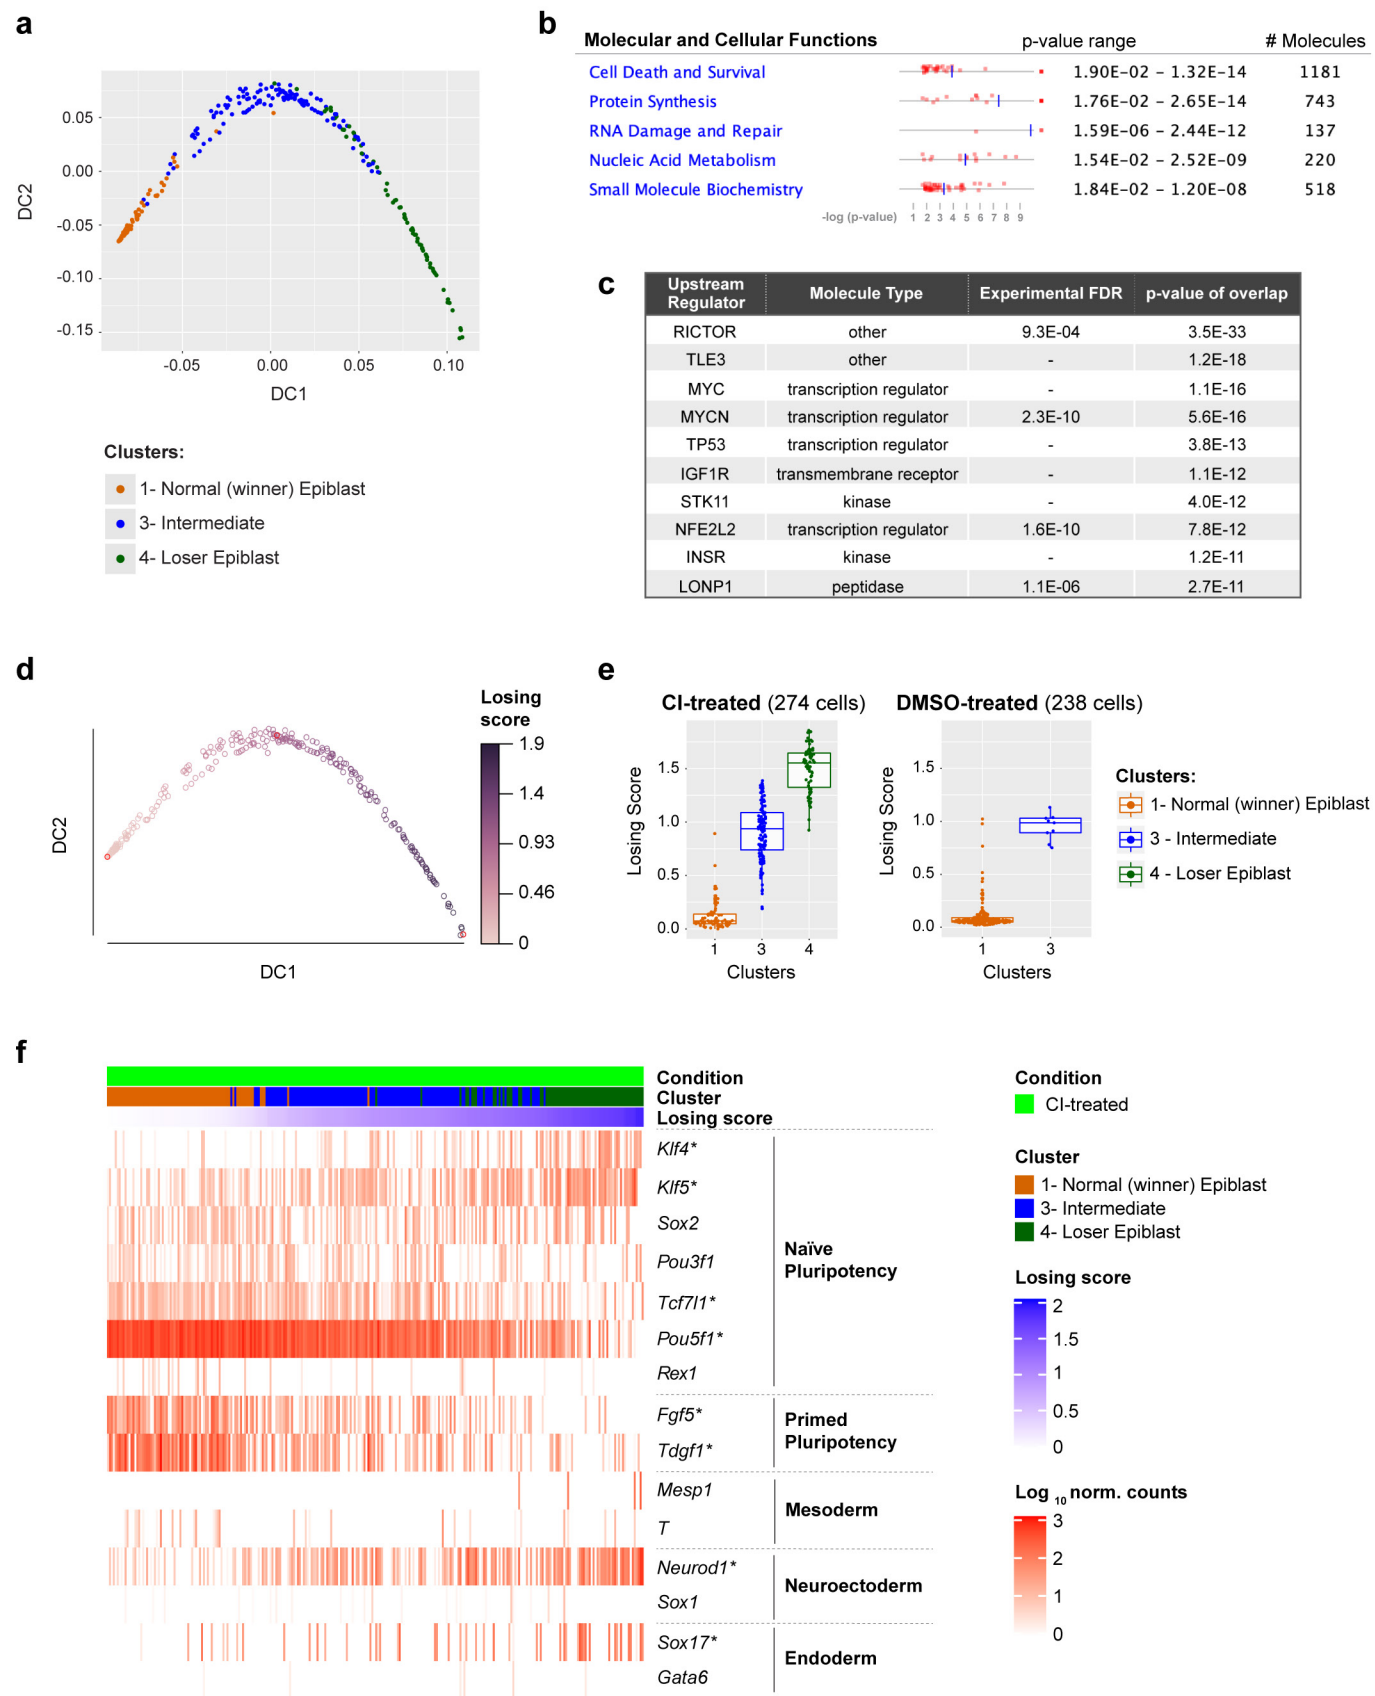 a
0.05
0.00
-0.05
-0.10
-0.15
DC2
-0.05 0.00 0.05 0.10
DC1
Clusters:
1- Normal (winner) Epiblast
3- Intermediate
4- Loser Epiblast
b
Molecular and Cellular Functions p-value range # Molecules
Cell Death and Survival 1.90E-02 - 1.32E-14 1181
Protein Synthesis 1.76E-02 - 2.65E-14 743
RNA Damage and Repair 1.59E-06 - 2.44E-12 137
Nucleic Acid Metabolism 1.54E-02 - 2.52E-09 220
Small Molecule Biochemistry 1.84E-02 - 1.20E-08 518
-log (p-value) 1 2 3 4 5 6 7 8 9
c
Upstream Regulator Molecule Type Experimental FDR p-value of overlap
RICTOR other 9.3E-04 3.5E-33
TLE3 other - 1.2E-18
MYC transcription regulator - 1.1E-16
MYCN transcription regulator 2.3E-10 5.6E-16
TP53 transcription regulator - 3.8E-13
IGF1R transmembrane receptor - 1.1E-12
STK11 kinase - 4.0E-12
NFE2L2 transcription regulator 1.6E-10 7.8E-12
INSR kinase - 1.2E-11
LONP1 peptidase 1.1E-06 2.7E-11
d
DC2
DC1
Losing
score
1.9
1.4
0.93
0.46
0
e
CI-treated (274 cells)
Losing Score
1.5
1.0
0.5
0.0
1 3 4
Clusters
DMSO-treated (238 cells)
Losing Score
1.5
1.0
0.5
0.0
1 3
Clusters
Clusters:
1- Normal (winner) Epiblast
3 - Intermediate
4 - Loser Epiblast
f
Condition
Cluster
Losing score
Klf4*
Klf5*
Sox2
Pou3f1
Tcf7l1*
Pou5f1*
Rex1
Naïve
Pluripotency
Fgf5*
Tdgf1*
Primed
Pluripotency
Mesp1
T
Mesoderm
Neurod1*
Sox1
Neuroectoderm
Sox17*
Gata6
Endoderm
Condition
CI-treated
Cluster
1- Normal (winner) Epiblast
3- Intermediate
4- Loser Epiblast
Losing score
2
1.5
1
0.5
0
Log 10 norm. counts
3
2
1
0